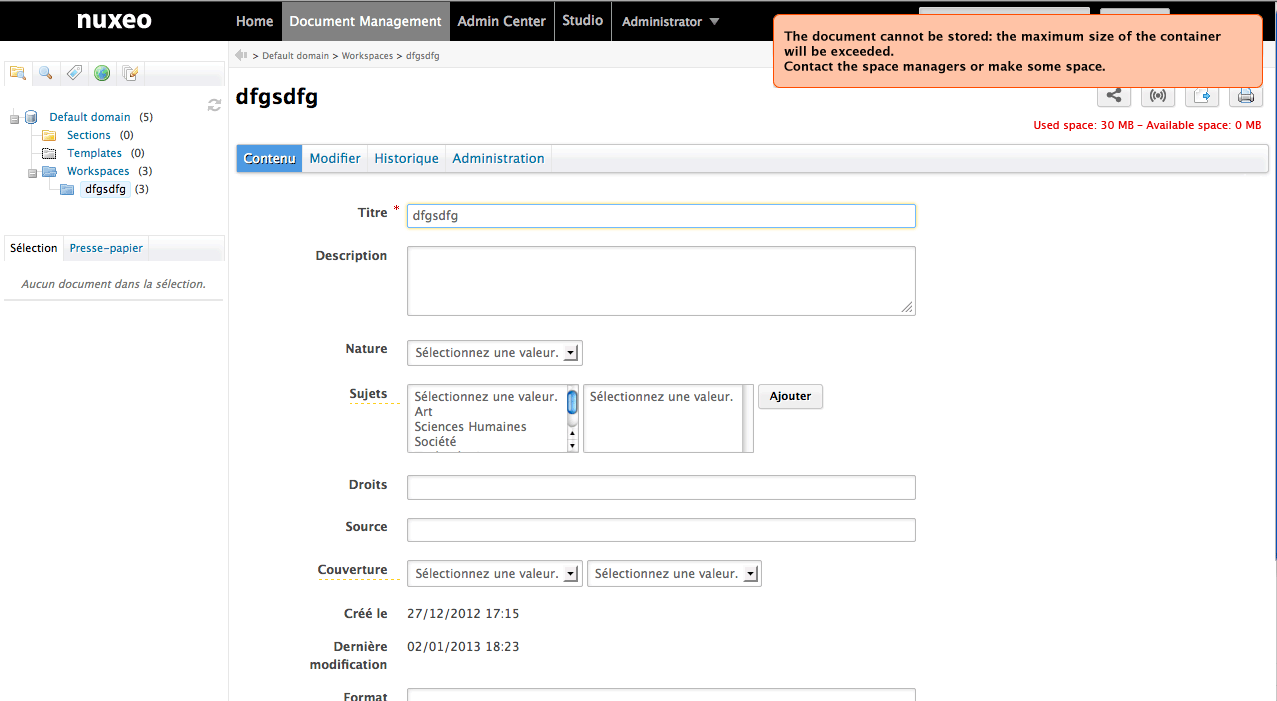 nuxeo
Home Document Management Admin Center Studio Administrator
The document cannot be stored: the maximum size of the container
will be exceeded.
Contact the space managers or make some space.
> Default domain > Workspaces > dfgsdfg
dfgsdfg
Used space: 30 MB - Available space: 0 MB
Default domain (5)
Sections (0)
Templates (0)
Workspaces (3)
dfgsdfg (3)
Sélection Presse-papier
Aucun document dans la sélection.
Contenu Modifier Historique Administration
Titre * dfgsdfg
Description
Nature Sélectionnez une valeur.
Sujets Sélectionnez une valeur. Sélectionnez une valeur. Ajouter
Art
Sciences Humaines
Société
Droits
Source
Couverture Sélectionnez une valeur. Sélectionnez une valeur.
Créé le 27/12/2012 17:15
Dernière 02/01/2013 18:23
modification
Format